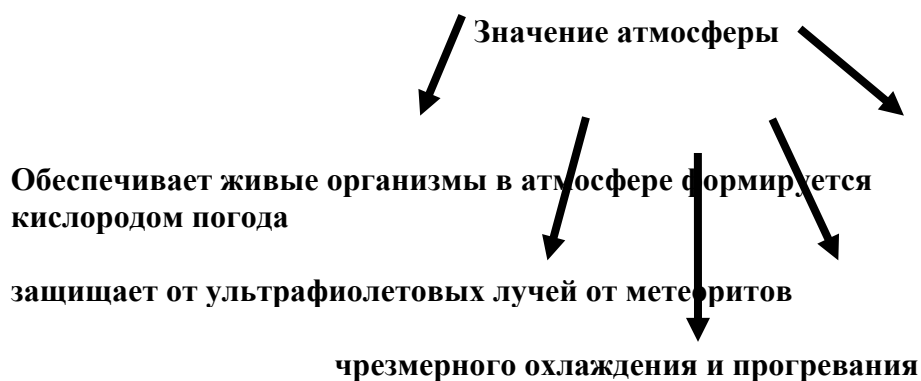 Значение атмосферы
Обеспечивает живые организмы в атмосфере формируется
кислородом погода
защищает от ультрафиолетовых лучей от метеоритов
чрезмерного охлаждения и прогревания